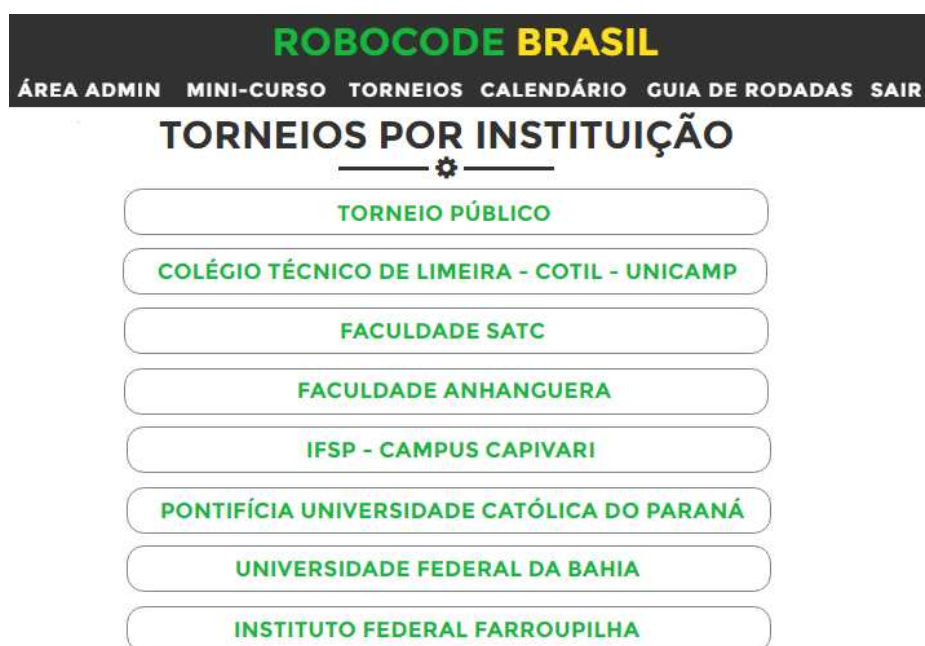 ROBOCODE BRASIL
ÁREA ADMIN MINI-CURSO TORNEIOS CALENDÁRIO GUIA DE RODADAS SAIR
TORNEIOS POR INSTITUIÇÃO
TORNEIO PÚBLICO
COLÉGIO TÉCNICO DE LIMEIRA - COTIL - UNICAMP
FACULDADE SATC
FACULDADE ANHANGUERA
IFSP - CAMPUS CAPIVARI
PONTIFÍCIA UNIVERSIDADE CATÓLICA DO PARANÁ
UNIVERSIDADE FEDERAL DA BAHIA
INSTITUTO FEDERAL FARROUPILHA